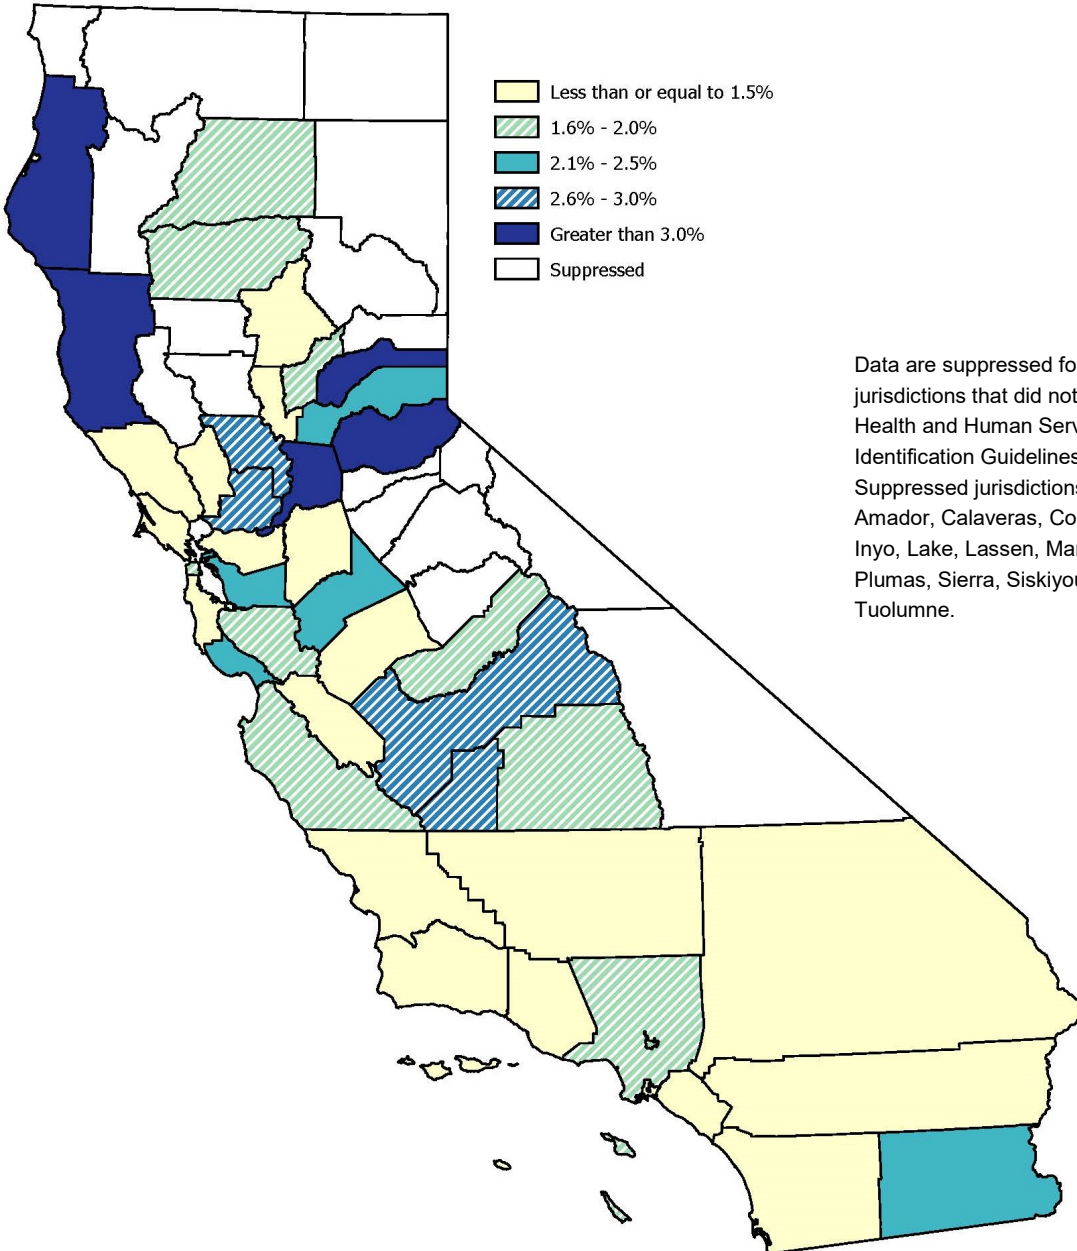 Less than or equal to 1.5%
1.6% - 2.0%
2.1% - 2.5%
2.6% - 3.0%
Greater than 3.0%
Suppressed
Data are suppressed fo
jurisdictions that did not
Health and Human Serv
Identification Guidelines
Suppressed jurisdictions
Amador, Calaveras, Co
Inyo, Lake, Lassen, Mar
Plumas, Sierra, Siskiyou
Tuolumne.